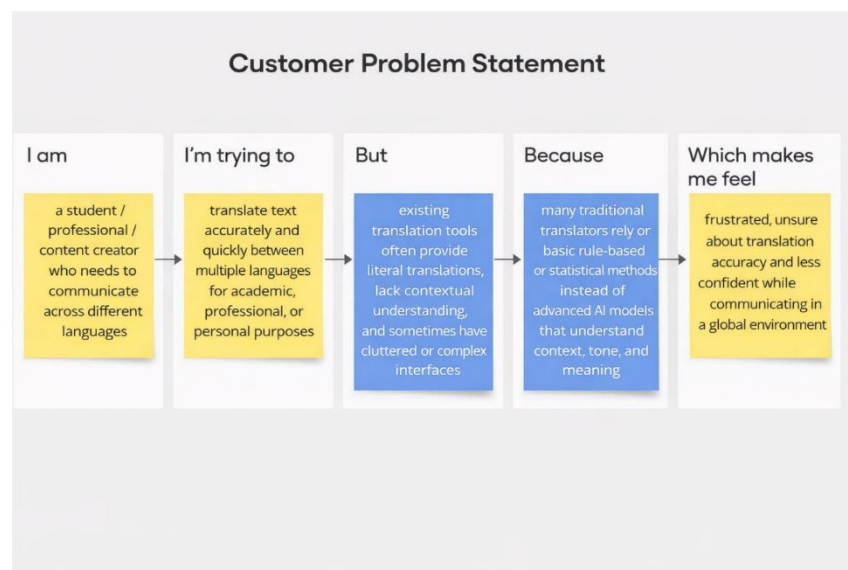 Customer Problem Statement
I am
a student /
professional /
content creator
who needs to
communicate
across different
languages
I'm trying to
translate text
accurately and
quickly between
multiple languages
for academic,
professional, or
personal purposes
But
existing
translation tools
often provide
literal translations,
lack contextual
understanding,
and sometimes have
cluttered or complex
interfaces
Because
many traditional
translators rely or
basic rule-based
or statistical methods
instead of
advanced AI models
that understand
context, tone, and
meaning
Which makes
me feel
frustrated, unsure
about translation
accuracy and less
confident while
communicating in
a global environment